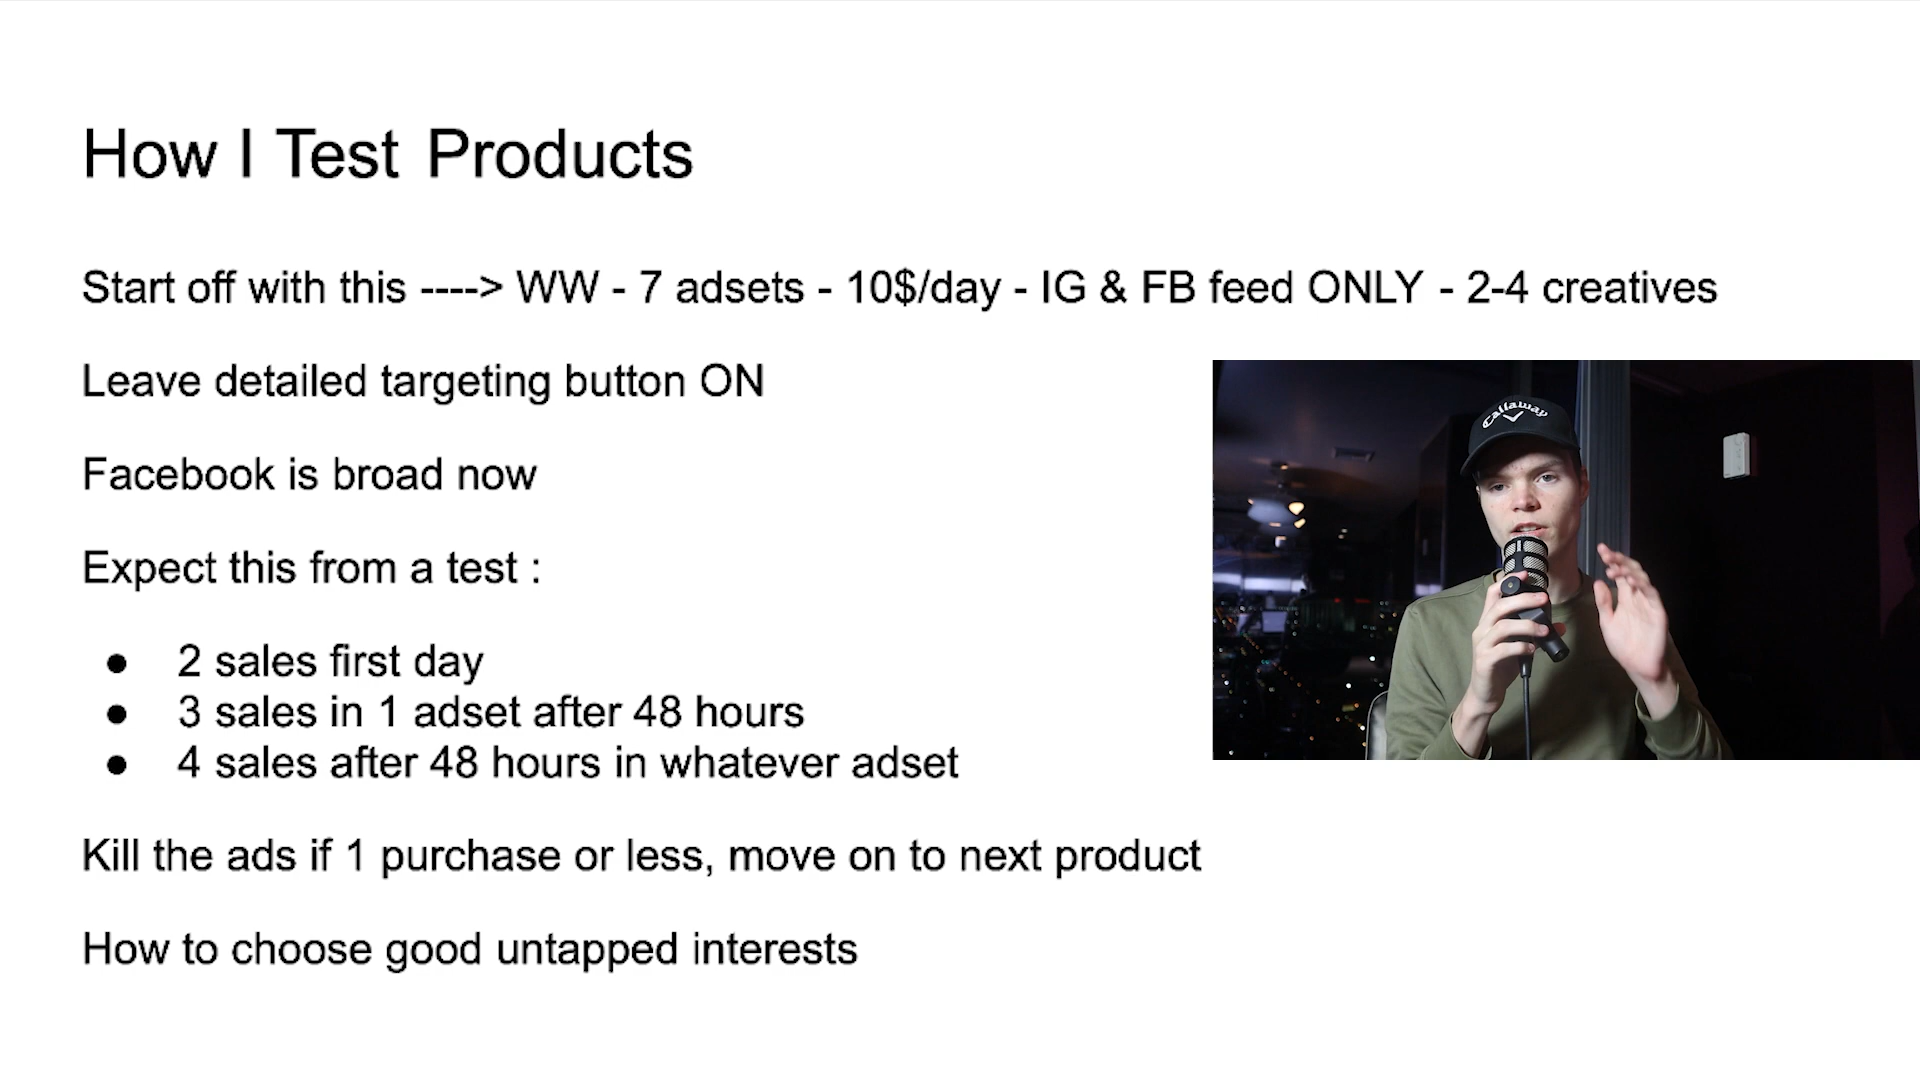 How I Test Products
Start off with this ----> WW - 7 adsets - 10$/day - IG & FB feed ONLY - 2-4 creatives
Leave detailed targeting button ON
Facebook is broad now
Callaway
Expect this from a test :
● 2 sales first day
● 3 sales in 1 adset after 48 hours
● 4 sales after 48 hours in whatever adset
Kill the ads if 1 purchase or less, move on to next product
How to choose good untapped interests